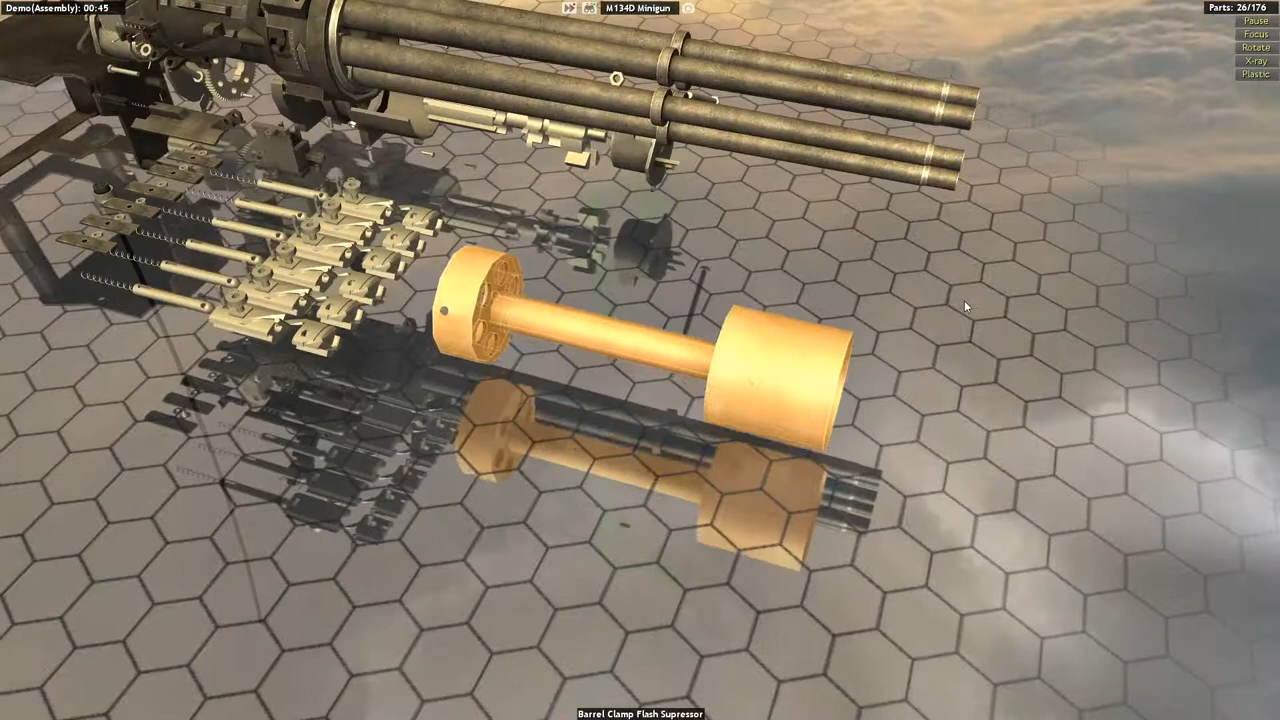 Demo(Assembly): 00:45
M134D Minigun
Parts: 26/176
Pause
Focus
Rotate
X-ray
Plastic
Barrel Clamp Flash Supressor